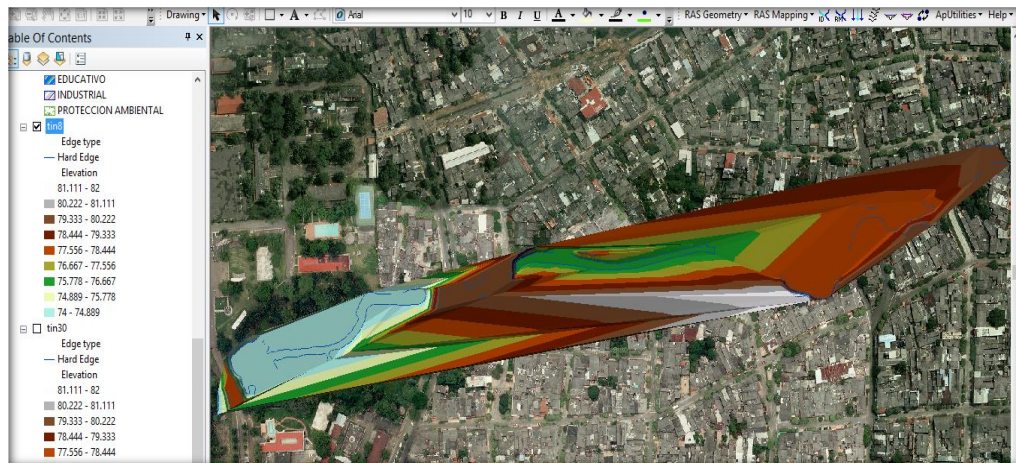 Drawing
Arial
10
B I U A
RAS Geometry RAS Mapping
ApUtilities Help
able Of Contents
EDUCATIVO
INDUSTRIAL
PROTECCION AMBIENTAL
tin8
Edge type
Hard Edge
Elevation
81.111 - 82
80.222 - 81.111
79.333 - 80.222
78.444 - 79.333
77.556 - 78.444
76.667 - 77.556
75.778 - 76.667
74.889 - 75.778
74 - 74.889
tin30
Edge type
Hard Edge
Elevation
81.111 - 82
80.222 - 81.111
79.333 - 80.222
78.444 - 79.333
77.556 - 78.444